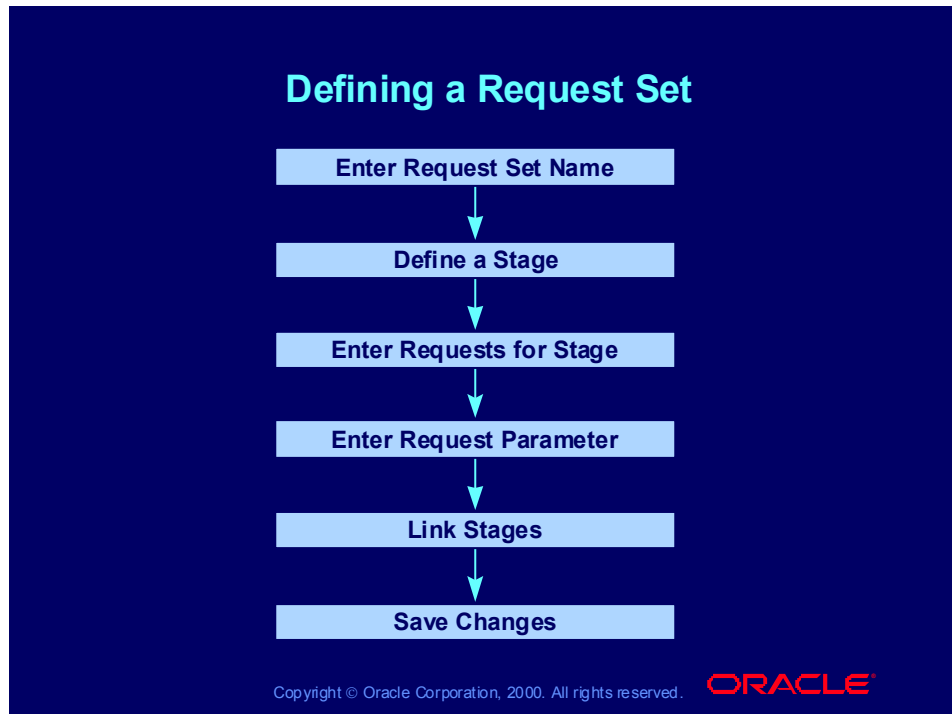 Defining a Request Set
Enter Request Set Name
Define a Stage
Enter Requests for Stage
Enter Request Parameter
Link Stages
Save Changes
Copyright © Oracle Corporation, 2000. All rights reserved.
ORACLE®